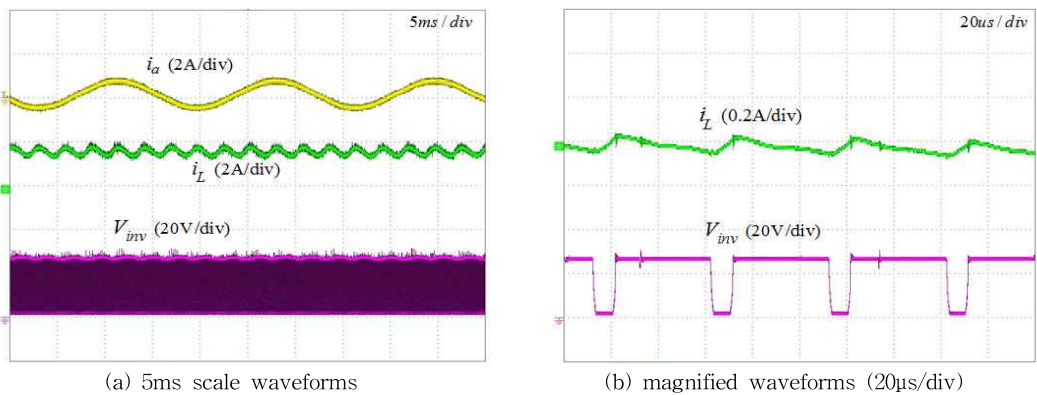 5ms / div
i_a (2A/div)
i_L (2A/div)
V_inv (20V/div)
(a) 5ms scale waveforms
20us / div
i_L (0.2A/div)
V_inv (20V/div)
(b) magnified waveforms (20μs/div)